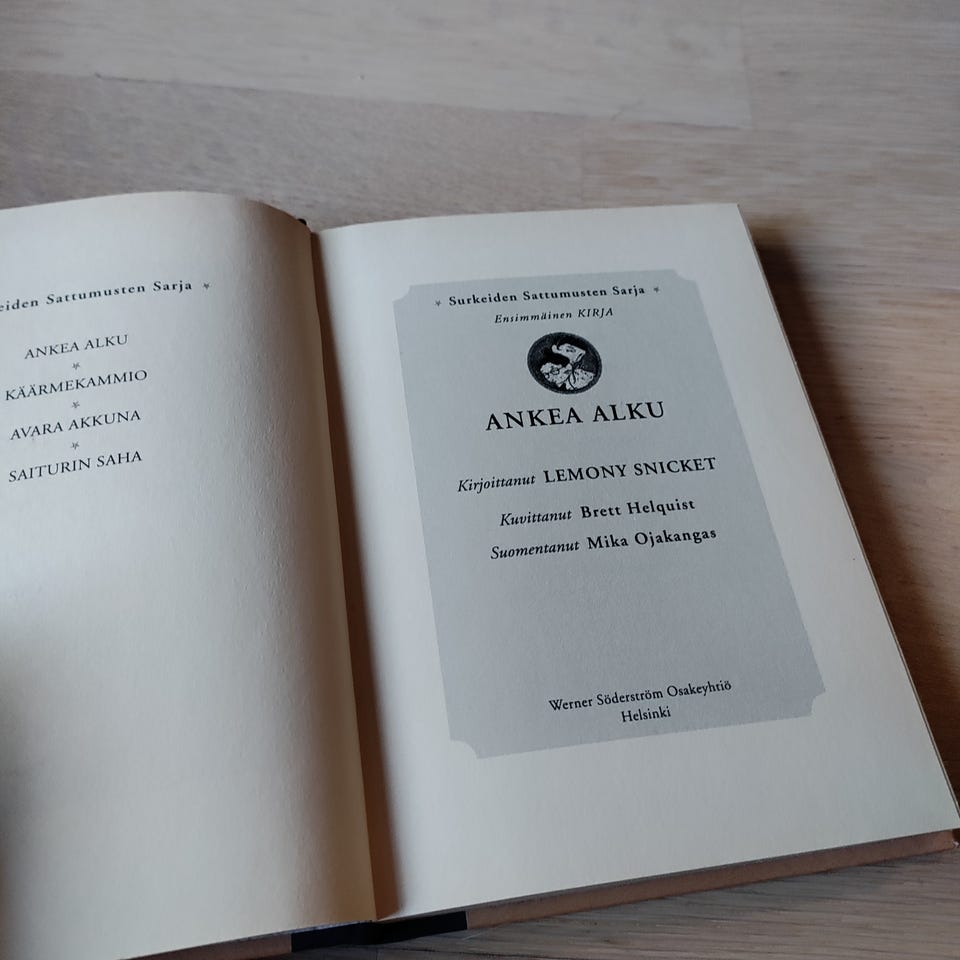 eiden Sattumusten Sarja
ANKEA ALKU
KÄÄRMEKAMMIO
AVARA AKKUNA
SAITURIN SAHA
Surkeiden Sattumusten Sarja
Ensimmäinen KIRJA
ANKEA ALKU
Kirjoittanut LEMONY SNICKET
Kuvittanut Brett Helquist
Suomentanut Mika Ojakangas
Werner Söderström Osakeyhtiö
Helsinki